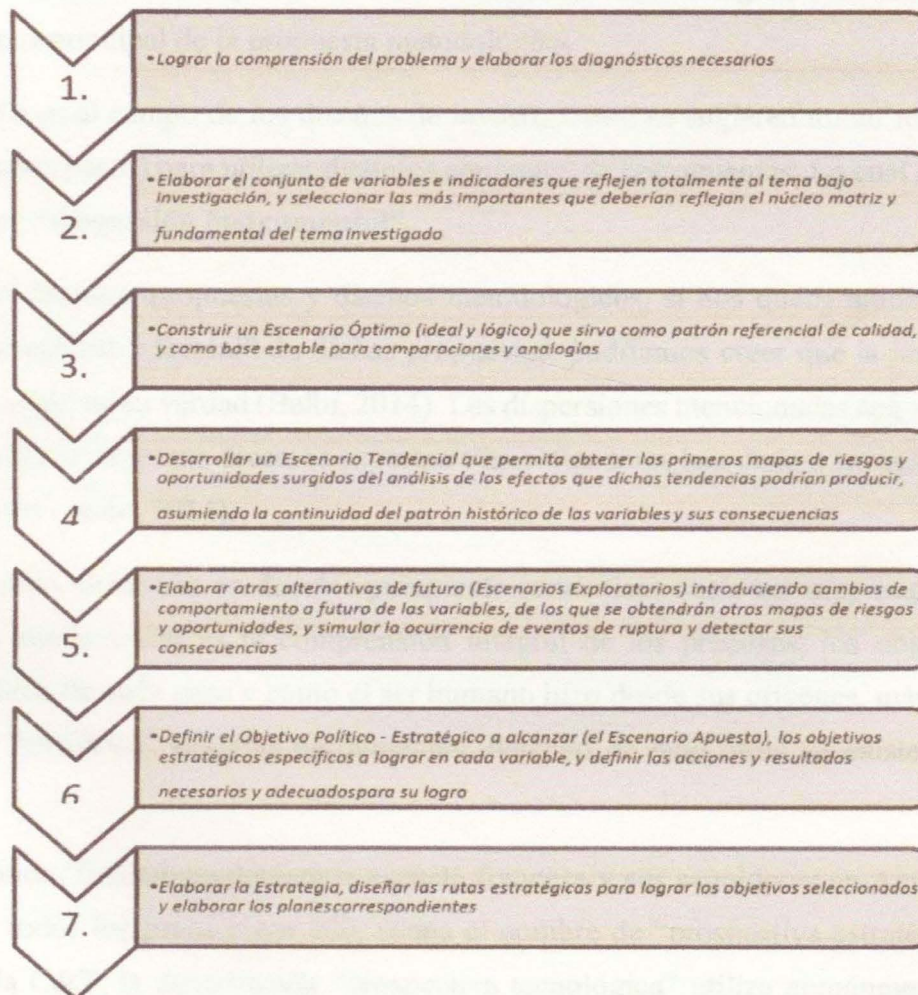 1.
•Lograr la comprensión del problema y elaborar los diagnósticos necesarios
2.
•Elaborar el conjunto de variables e indicadores que reflejen totalmente al tema bajo
investigación, y seleccionar las más importantes que deberían reflejan el núcleo matriz y
fundamental del tema investigado
3.
•Construir un Escenario Óptimo (ideal y lógico) que sirva como patrón referencial de calidad,
y como base estable para comparaciones y analogías
4
•Desarrollar un Escenario Tendencial que permita obtener los primeros mapas de riesgos y
oportunidades surgidos del análisis de los efectos que dichas tendencias podrían producir,
asumiendo la continuidad del patrón histórico de las variables y sus consecuencias
5.
•Elaborar otras alternativas de futuro (Escenarios Exploratorios) introduciendo cambios de
comportamiento a futuro de las variables, de los que se obtendrán otros mapas de riesgos
y oportunidades, y simular la ocurrencia de eventos de ruptura y detectar sus
consecuencias
6
•Definir el Objetivo Político - Estratégico a alcanzar (el Escenario Apuesta), los objetivos
estratégicos específicos a lograr en cada variable, y definir las acciones y resultados
necesarios y adecuadospara su logro
7.
•Elaborar la Estrategia, diseñar las rutas estratégicas para lograr los objetivos seleccionados
y elaborar los planescorrespondientes